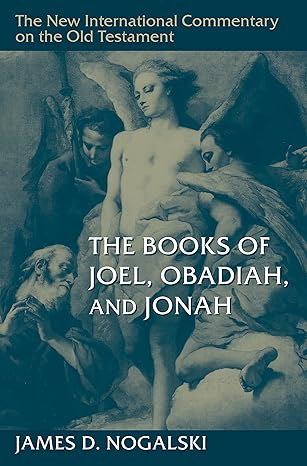 The New International Commentary
on the Old Testament
THE BOOKS OF
JOEL, OBADIAH,
AND JONAH
JAMES D. NOGALSKI